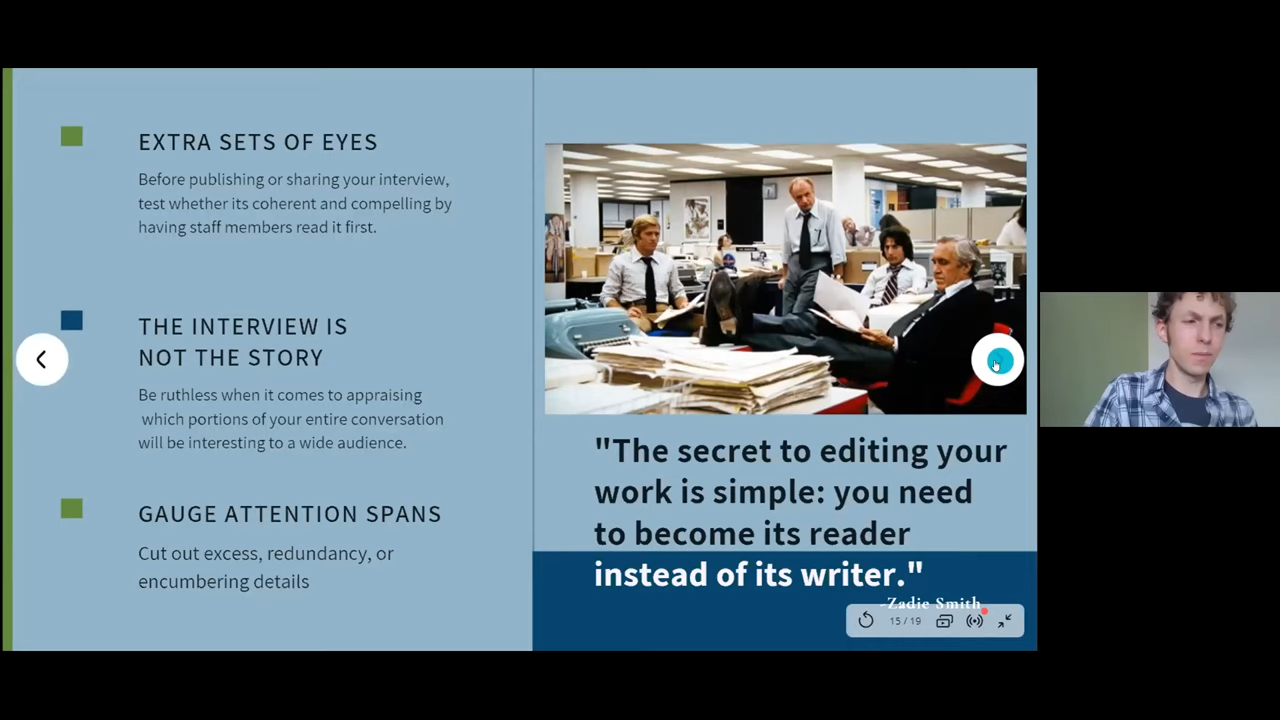 EXTRA SETS OF EYES
Before publishing or sharing your interview,
test whether its coherent and compelling by
having staff members read it first.
THE INTERVIEW IS
NOT THE STORY
Be ruthless when it comes to appraising
which portions of your entire conversation
will be interesting to a wide audience.
GAUGE ATTENTION SPANS
Cut out excess, redundancy, or
encumbering details
"The secret to editing your
work is simple: you need
to become its reader
instead of its writer."
-Zadie Smith
15 / 19